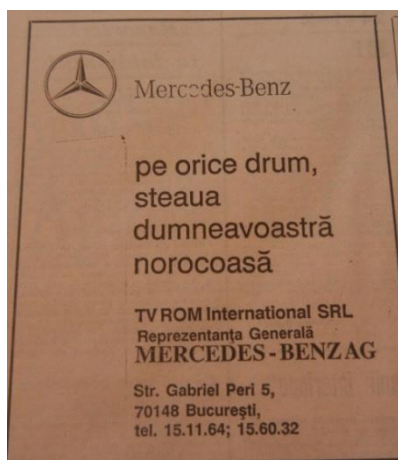 Mercedes-Benz
pe orice drum,
steaua
dumneavoastră
norocoasă
TV ROM International SRL
Reprezentanța Generală
MERCEDES-BENZ AG
Str. Gabriel Peri 5,
70148 București,
tel. 15.11.64; 15.60.32